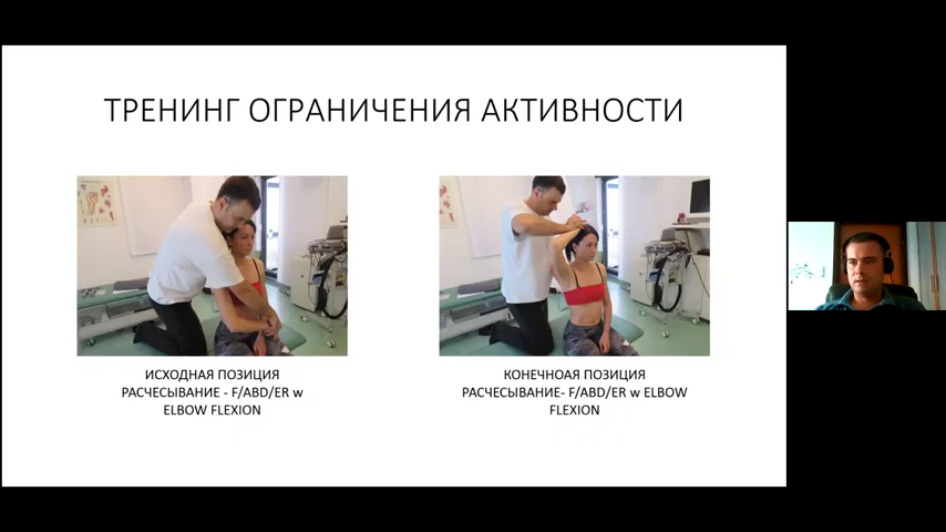 ТРЕНИНГ ОГРАНИЧЕНИЯ АКТИВНОСТИ
ИСХОДНАЯ ПОЗИЦИЯ
РАСЧЕСЫВАНИЕ - F/ABD/ER w
ELBOW FLEXION
КОНЕЧНОАЯ ПОЗИЦИЯ
РАСЧЕСЫВАНИЕ- F/ABD/ER w ELBOW
FLEXION